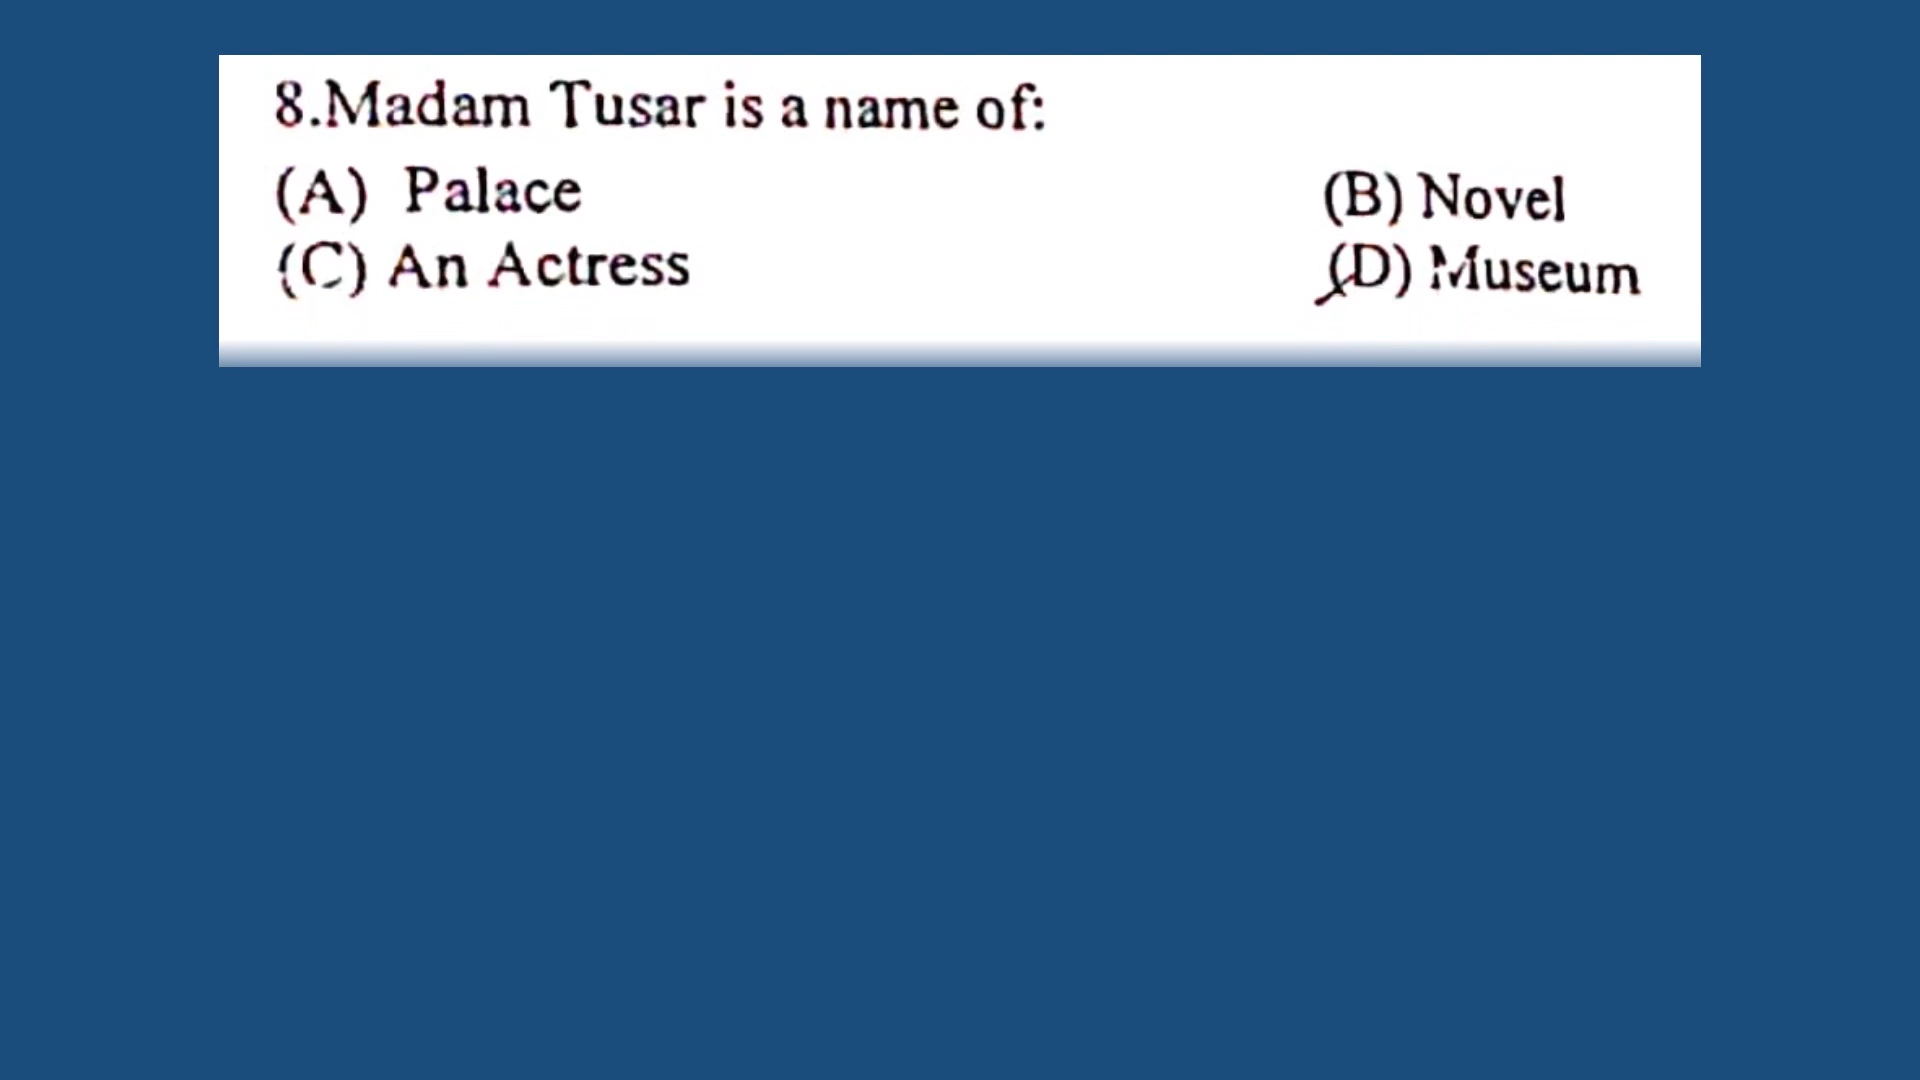 8.Madam Tusar is a name of:
(A) Palace (B) Novel
(C) An Actress (D) Museum